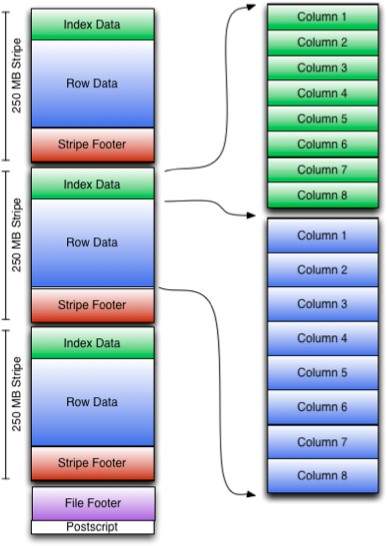 250 MB Stripe
Index Data
Row Data
Stripe Footer
250 MB Stripe
Index Data
Row Data
Stripe Footer
250 MB Stripe
Index Data
Row Data
Stripe Footer
File Footer
Postscript
Column 1
Column 2
Column 3
Column 4
Column 5
Column 6
Column 7
Column 8
Column 1
Column 2
Column 3
Column 4
Column 5
Column 6
Column 7
Column 8